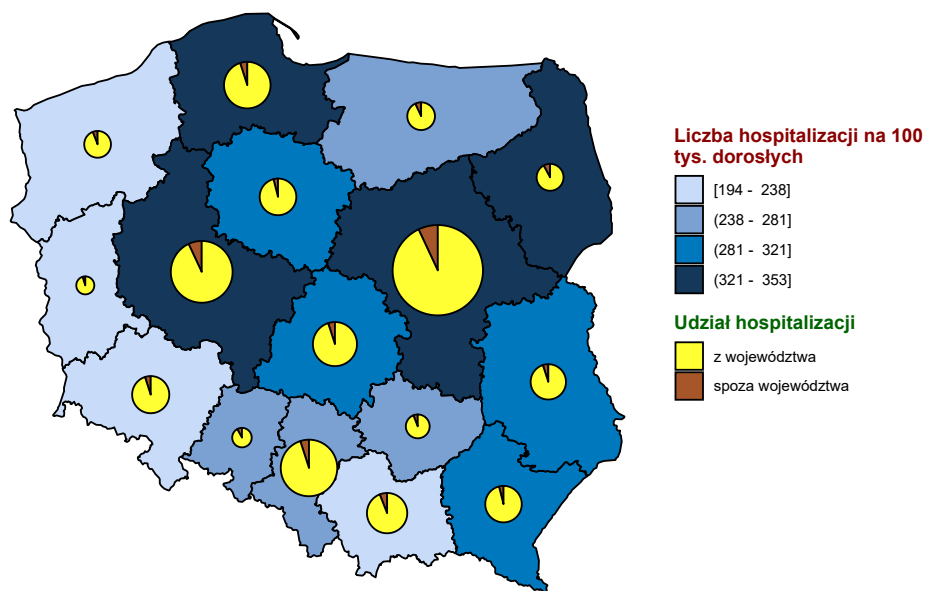 Liczba hospitalizacji na 100
tys. dorosłych
[194 - 238]
(238 - 281]
(281 - 321]
(321 - 353]
Udział hospitalizacji
z województwa
spoza województwa